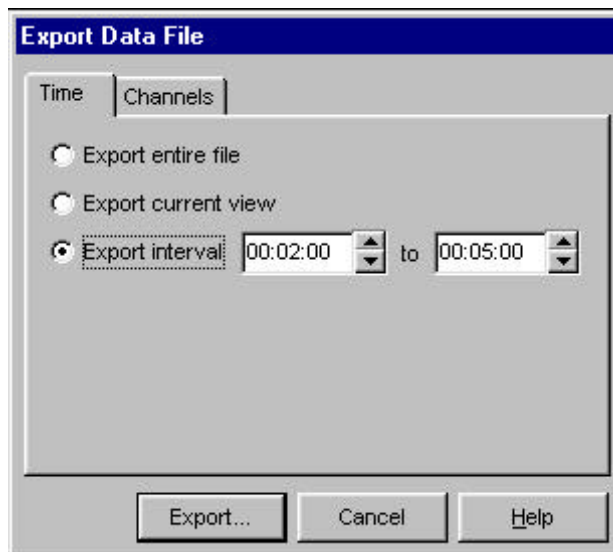 Export Data File
Time Channels
Export entire file
Export current view
Export interval 00:02:00 to 00:05:00
Export... Cancel Help